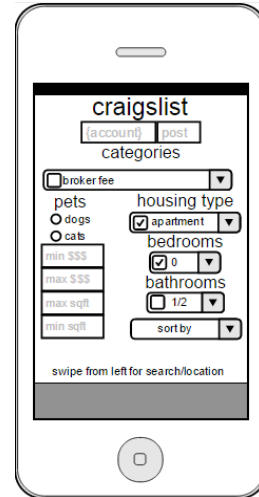 craigslist
{account} post
categories
broker fee
pets
housing type
dogs
apartment
cats
bedrooms
min $$$
0
max $$$
bathrooms
max sqft
1/2
min sqft
sort by
swipe from left for search/location